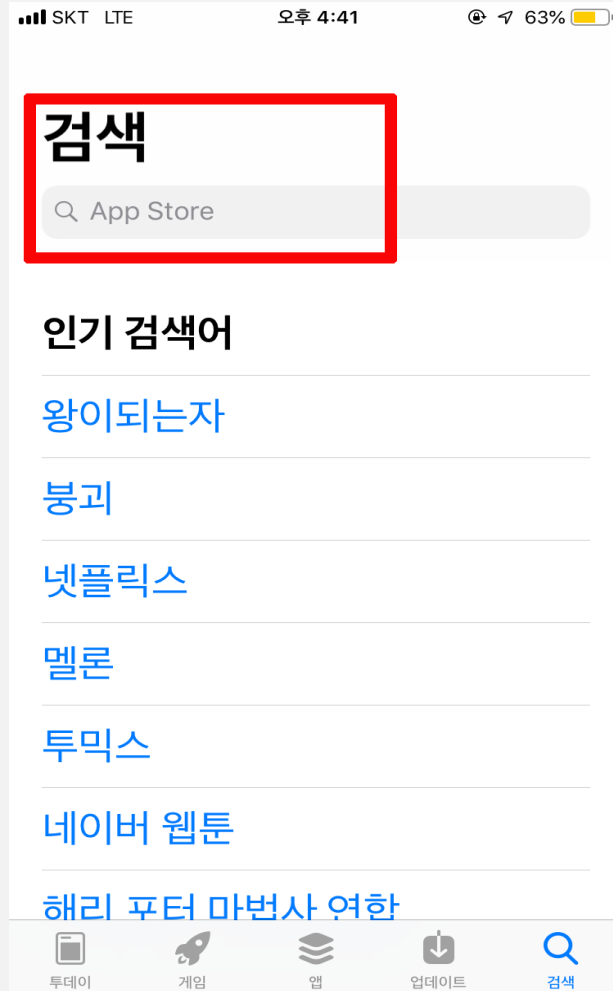 SKT LTE 오후 4:41 63%
검색
App Store
인기 검색어
왕이되는자
붕괴
넷플릭스
멜론
투믹스
네이버 웹툰
해리 포터 마법사 연합
투데이 게임 앱 업데이트 검색